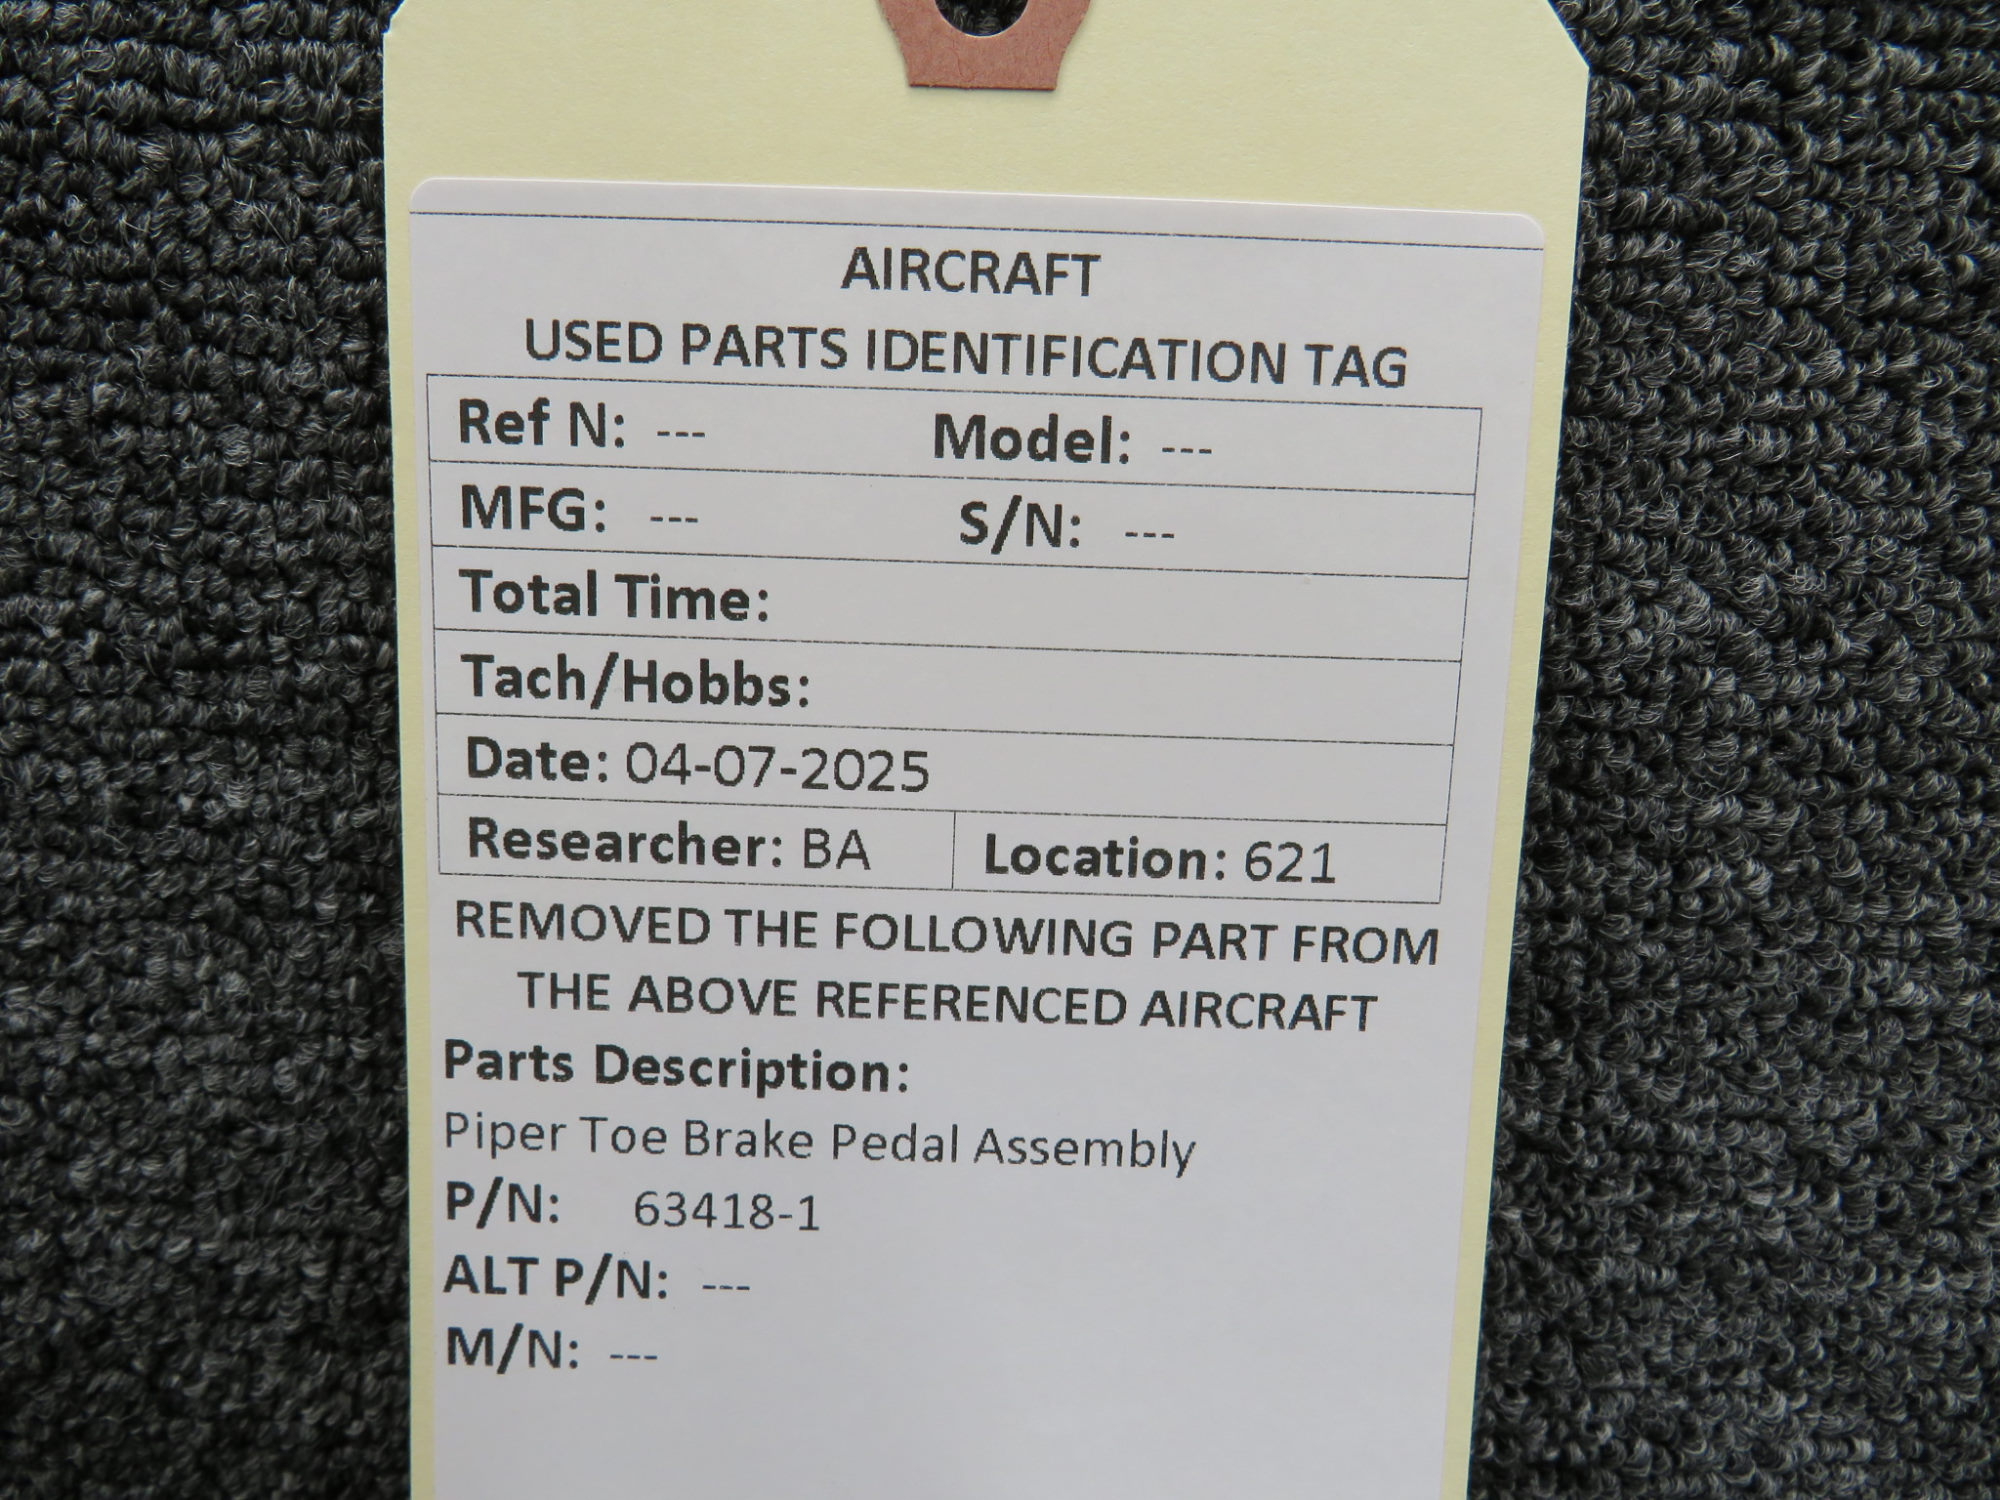 AIRCRAFT
USED PARTS IDENTIFICATION TAG
Ref N: --- Model: ---
MFG: --- S/N: ---
Total Time:
Tach/Hobbs:
Date: 04-07-2025
Researcher: BA Location: 621
REMOVED THE FOLLOWING PART FROM
THE ABOVE REFERENCED AIRCRAFT
Parts Description:
Piper Toe Brake Pedal Assembly
P/N: 63418-1
ALT P/N: ---
M/N: ---